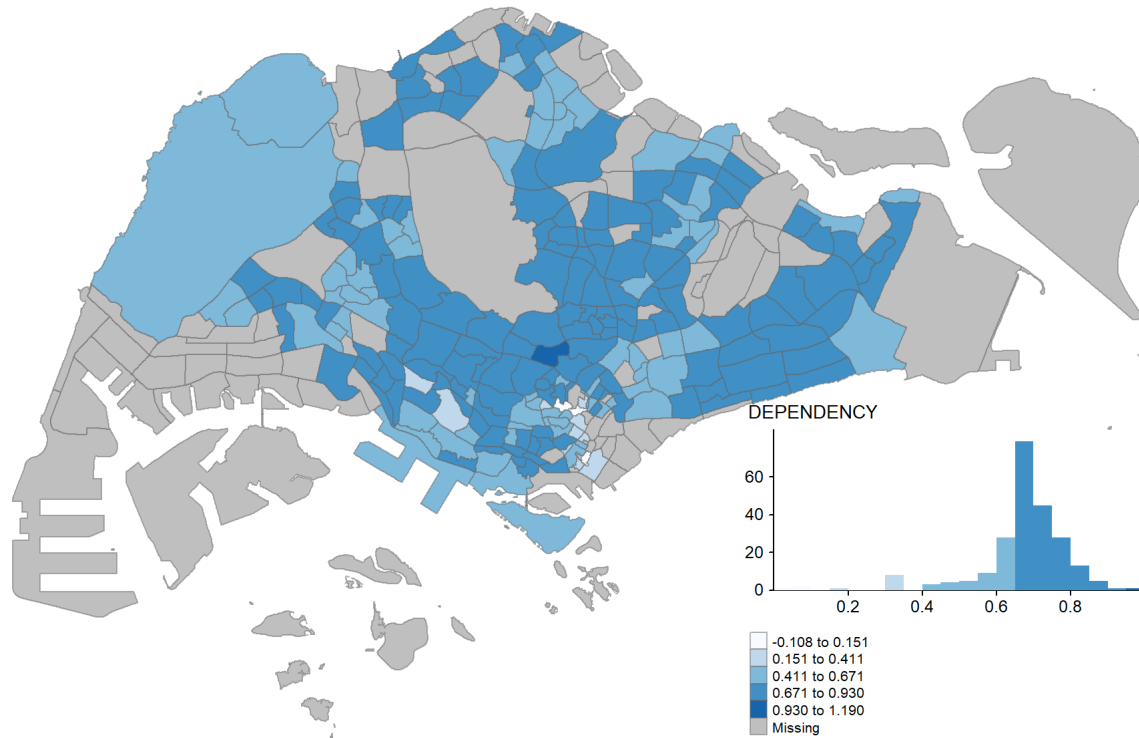 DEPENDENCY
60
40
20
0
0.2 0.4 0.6 0.8
-0.108 to 0.151
0.151 to 0.411
0.411 to 0.671
0.671 to 0.930
0.930 to 1.190
Missing